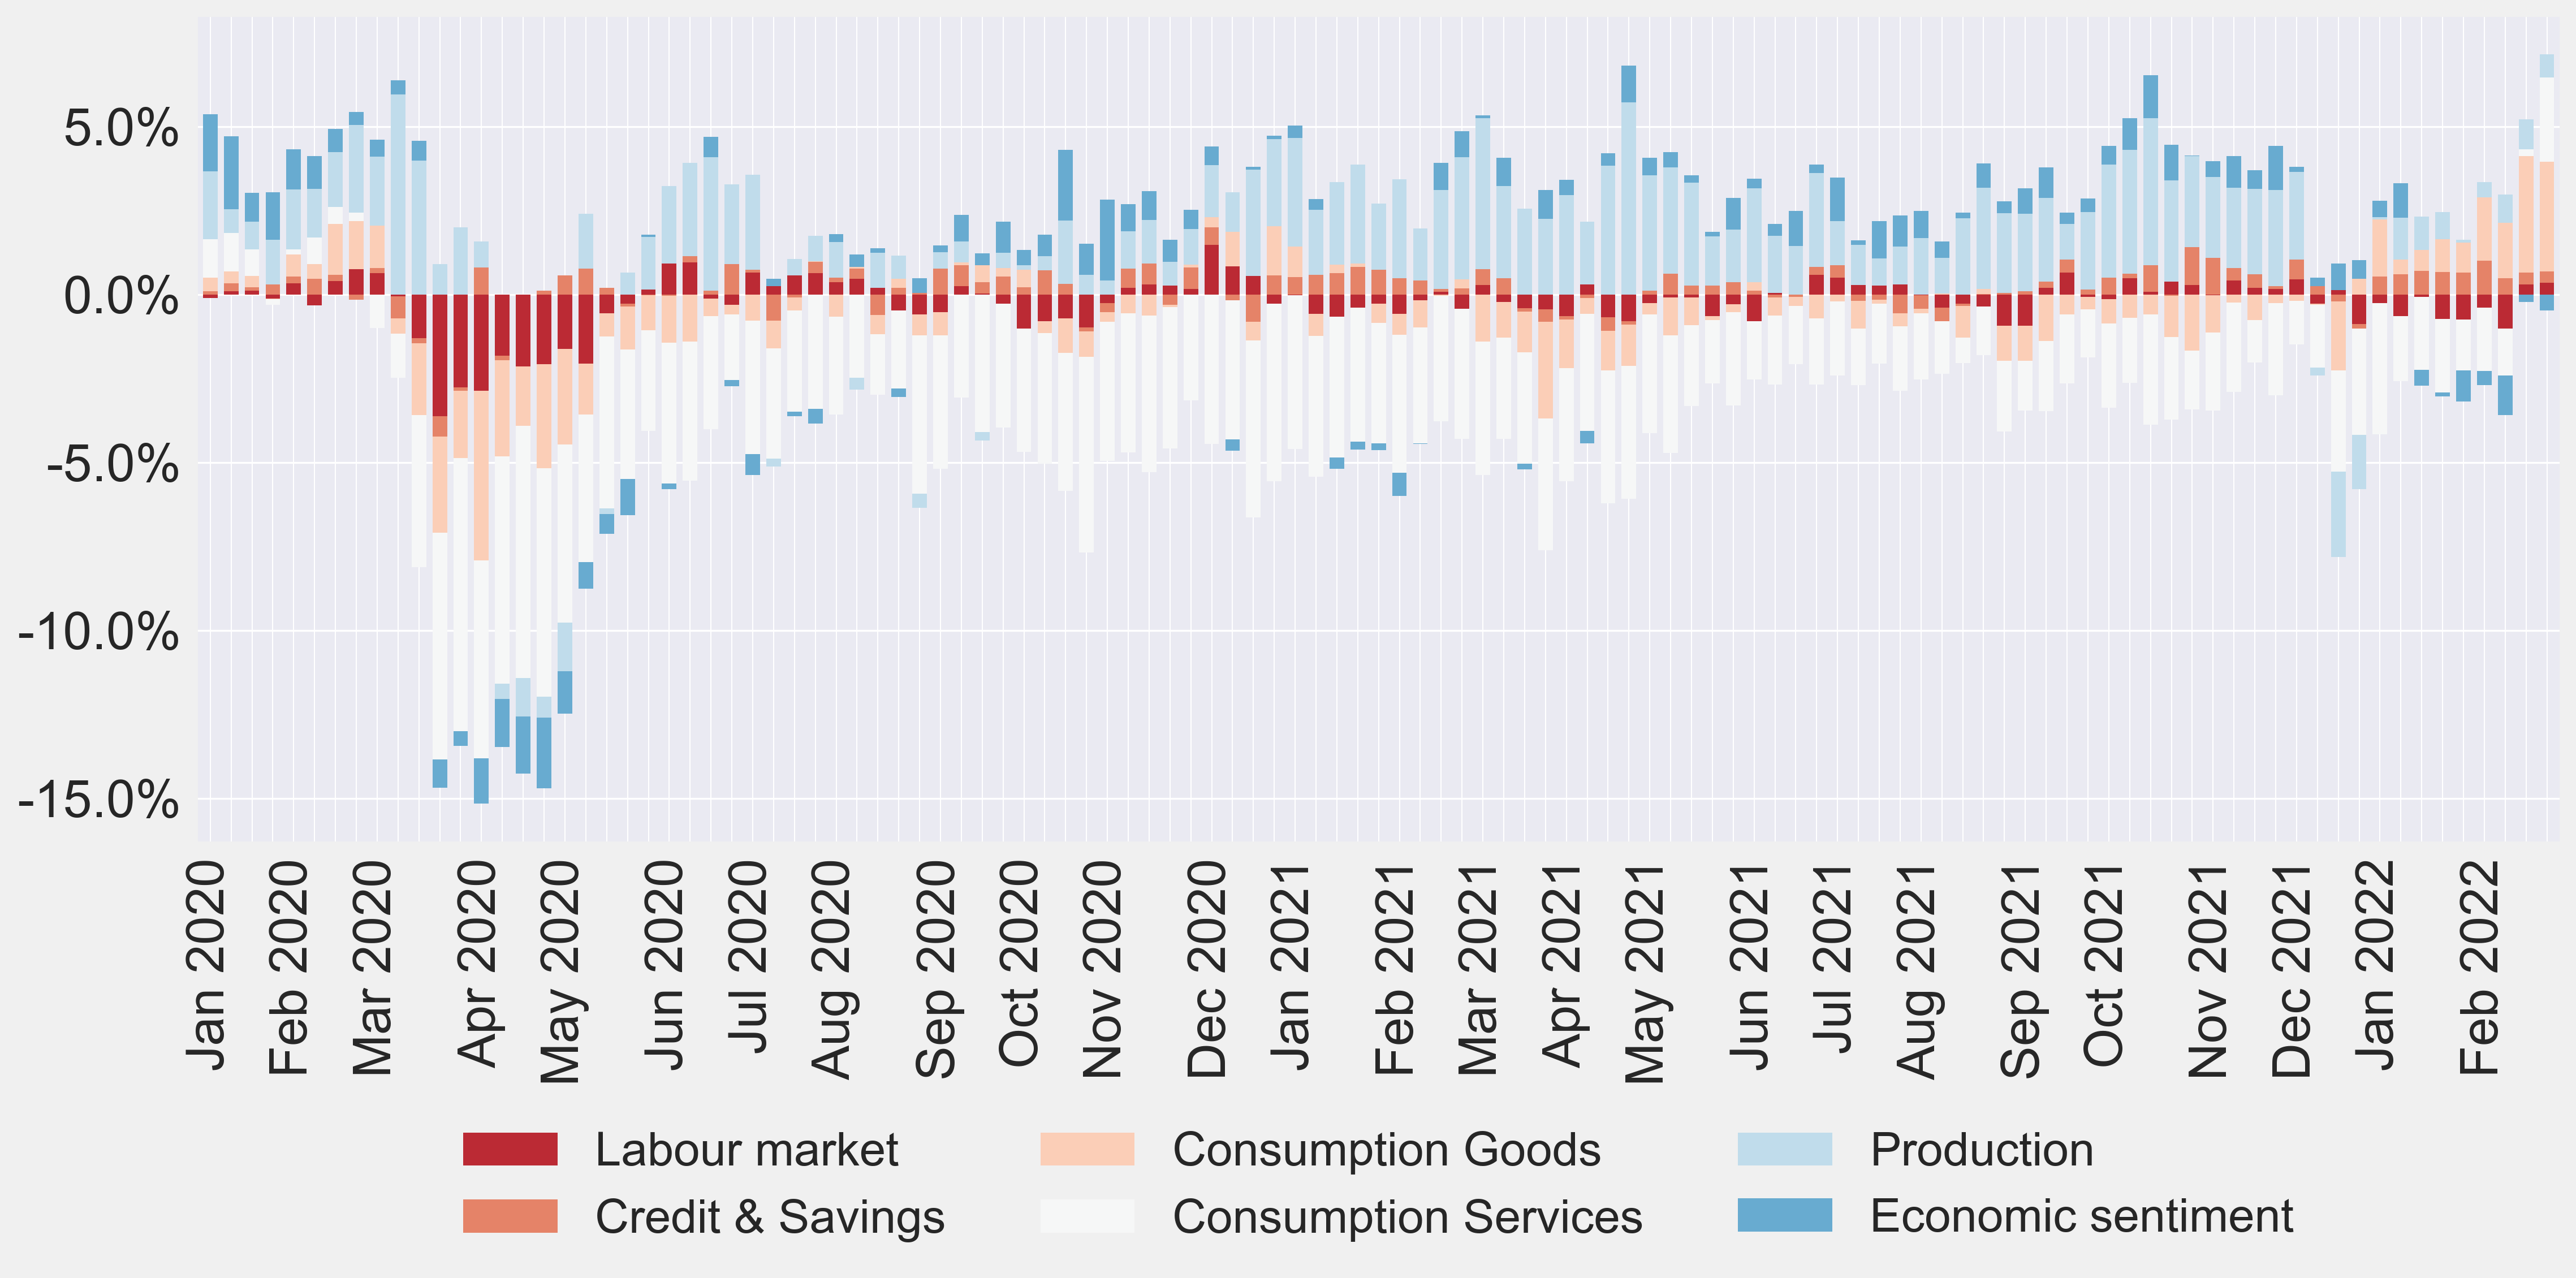 5.0%
0.0%
-5.0%
-10.0%
-15.0%
Jan 2020
Feb 2020
Mar 2020
Apr 2020
May 2020
Jun 2020
Jul 2020
Aug 2020
Sep 2020
Oct 2020
Nov 2020
Dec 2020
Jan 2021
Feb 2021
Mar 2021
Apr 2021
May 2021
Jun 2021
Jul 2021
Aug 2021
Sep 2021
Oct 2021
Nov 2021
Dec 2021
Jan 2022
Feb 2022
Labour market
Consumption Goods
Production
Credit & Savings
Consumption Services
Economic sentiment